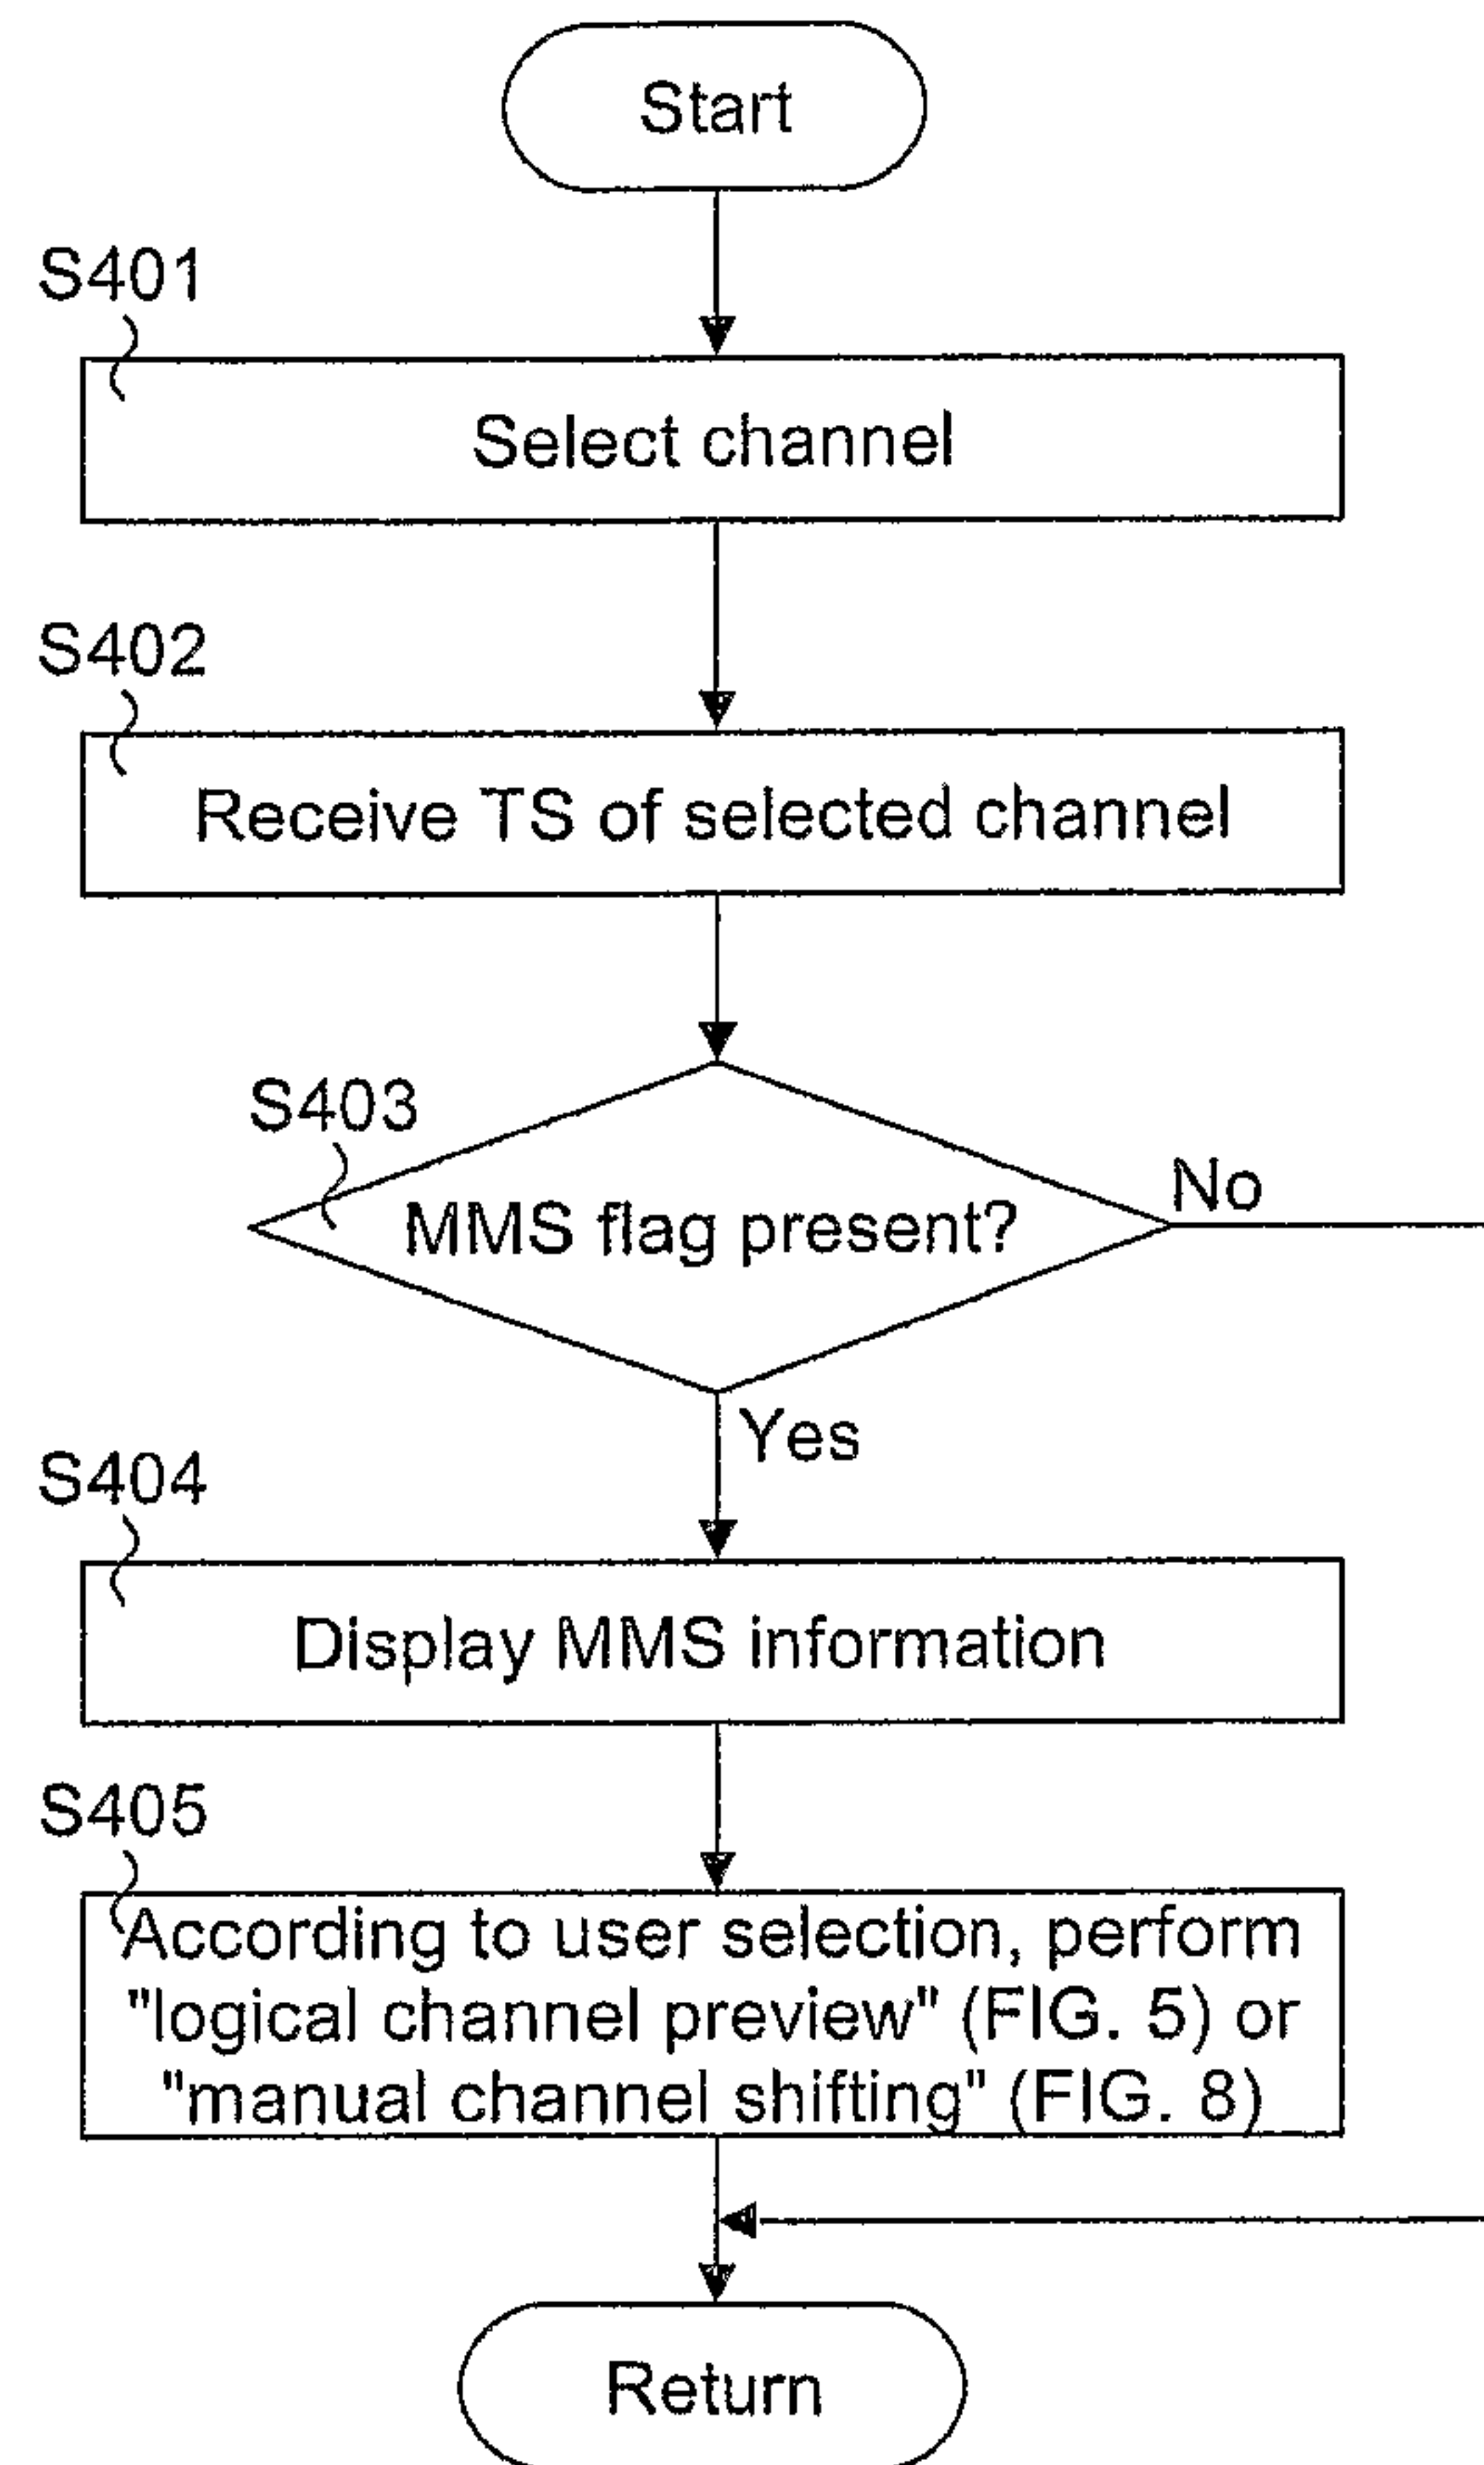 Start
S401
Select channel
S402
Receive TS of selected channel
S403
MMS flag present?
No
Yes
S404
Display MMS information
S405
According to user selection, perform
"logical channel preview" (FIG. 5) or
"manual channel shifting" (FIG. 8)
Return